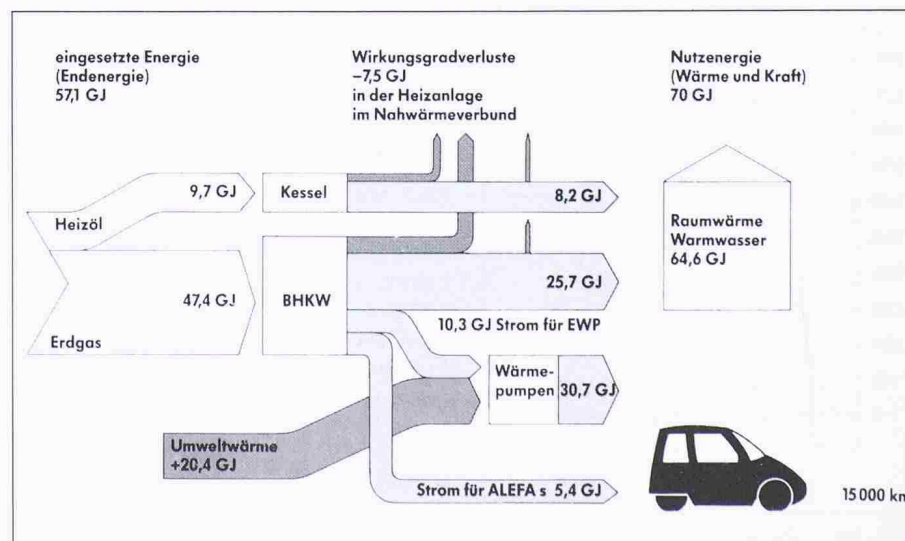 eingesetzte Energie
(Endenergie)
57,1 GJ
Wirkungsgradverluste
–7,5 GJ
in der Heizanlage
im Nahwärmeverbund
Nutzenergie
(Wärme und Kraft)
70 GJ
9,7 GJ
Kessel
8,2 GJ
Heizöl
Raumwärme
Warmwasser
64,6 GJ
47,4 GJ
BHKW
25,7 GJ
10,3 GJ Strom für EWP
Erdgas
Wärme-
pumpen
30,7 GJ
Umweltwärme
+20,4 GJ
Strom für ALEFA s 5,4 GJ
15 000 km